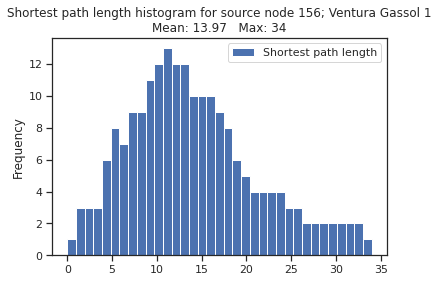 Shortest path length histogram for source node 156; Ventura Gassol 1
Mean: 13.97   Max: 34
Shortest path length
Frequency
12
10
8
6
4
2
0
0 5 10 15 20 25 30 35